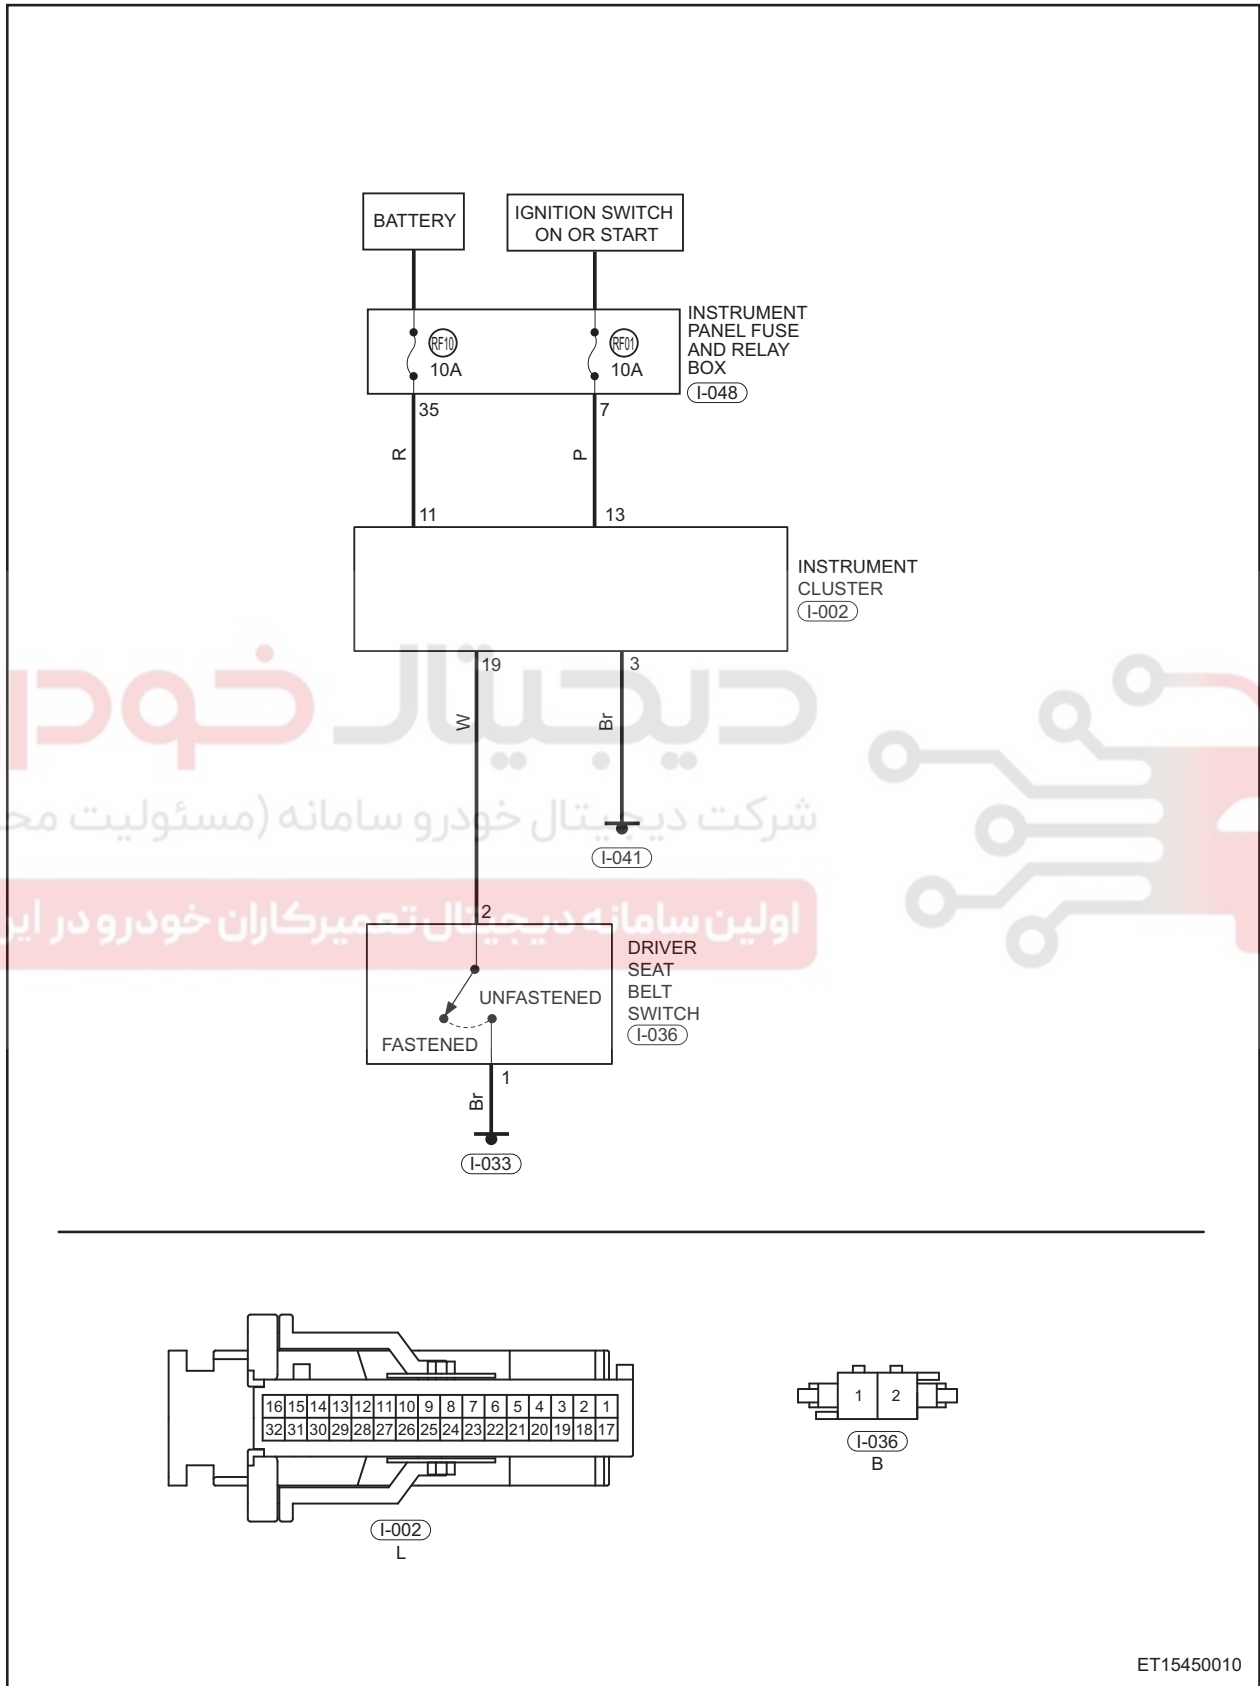 BATTERY
IGNITION SWITCH
ON OR START
RF10
10A
RF01
10A
INSTRUMENT
PANEL FUSE
AND RELAY
BOX
I-048
35
7
R
P
11
13
INSTRUMENT
CLUSTER
I-002
19
3
W
Br
دیجیتال خودر
شرکت دیجیتال خودرو سامانه (مسئولیت
I-041
اولین سامانه دیجیتال تعمیرکاران خودرو در
2
DRIVER
SEAT
BELT
SWITCH
I-036
UNFASTENED
FASTENED
1
Br
I-033
16 15 14 13 12 11 10 9 8 7 6 5 4 3 2 1
32 31 30 29 28 27 26 25 24 23 22 21 20 19 18 17
I-002
L
1 2
I-036
B
ET15450010